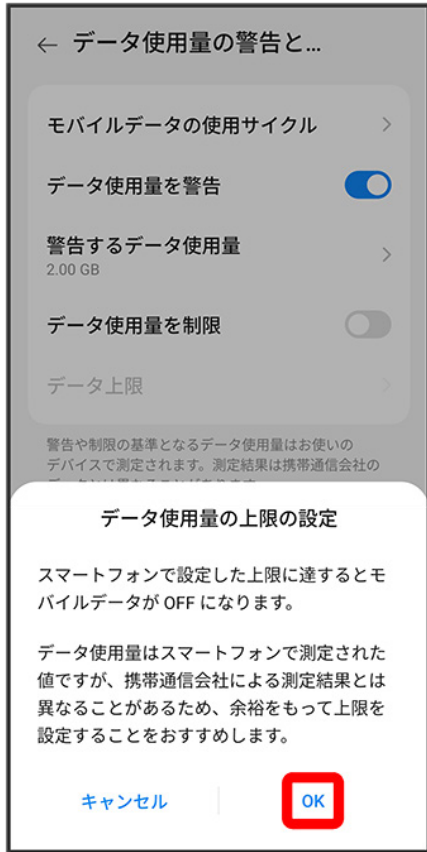 ← データ使用量の警告と...
モバイルデータの使用サイクル >
データ使用量を警告
警告するデータ使用量 >
2.00 GB
データ使用量を制限
データ上限 >
警告や制限の基準となるデータ使用量はお使いの
デバイスで測定されます。測定結果は携帯通信会社の
データ使用量の上限の設定
スマートフォンで設定した上限に達するとモ
バイルデータが OFF になります。
データ使用量はスマートフォンで測定された
値ですが、携帯通信会社による測定結果とは
異なることがあるため、余裕をもって上限を
設定することをおすすめします。
キャンセル
OK